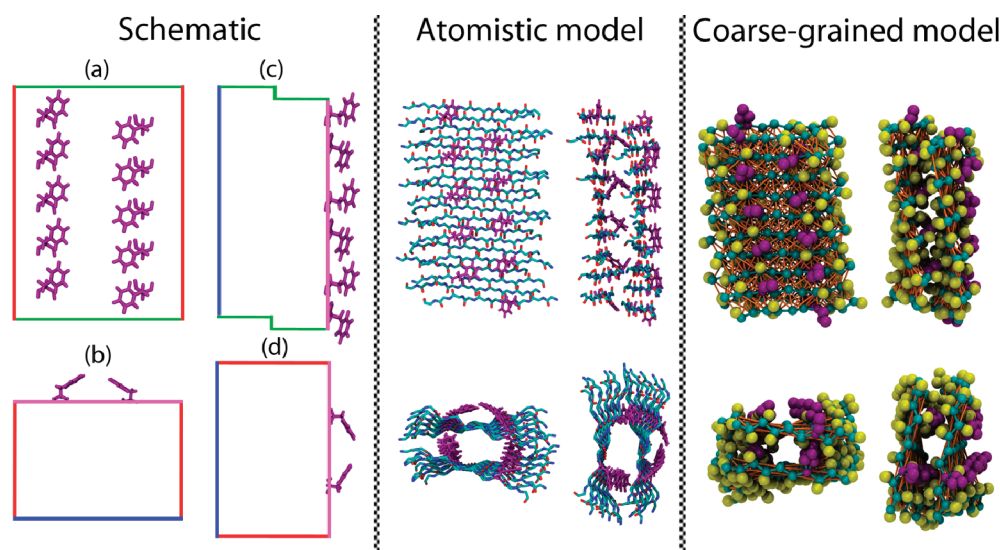 Schematic
Atomistic model
Coarse-grained model
(a)
(c)
(b)
(d)